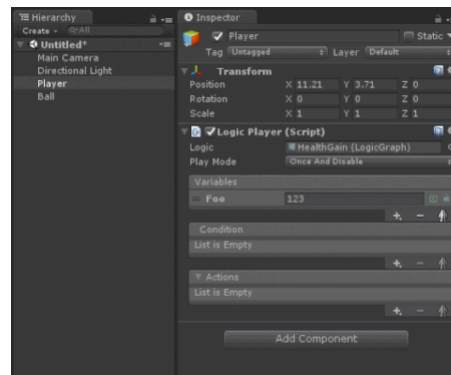 Hierarchy
Create
All
Untitled*
Main Camera
Directional Light
Player
Ball
Inspector
Player
Static
Tag Untagged Layer Default
Transform
Position X 11.21 Y 3.71 Z 0
Rotation X 0 Y 0 Z 0
Scale X 1 Y 1 Z 1
Logic Player (Script)
Logic HealthGain (LogicGraph)
Play Mode Once And Disable
Variables
= Foo 123
+ −
Condition
List is Empty
+ −
Actions
List is Empty
+ −
Add Component